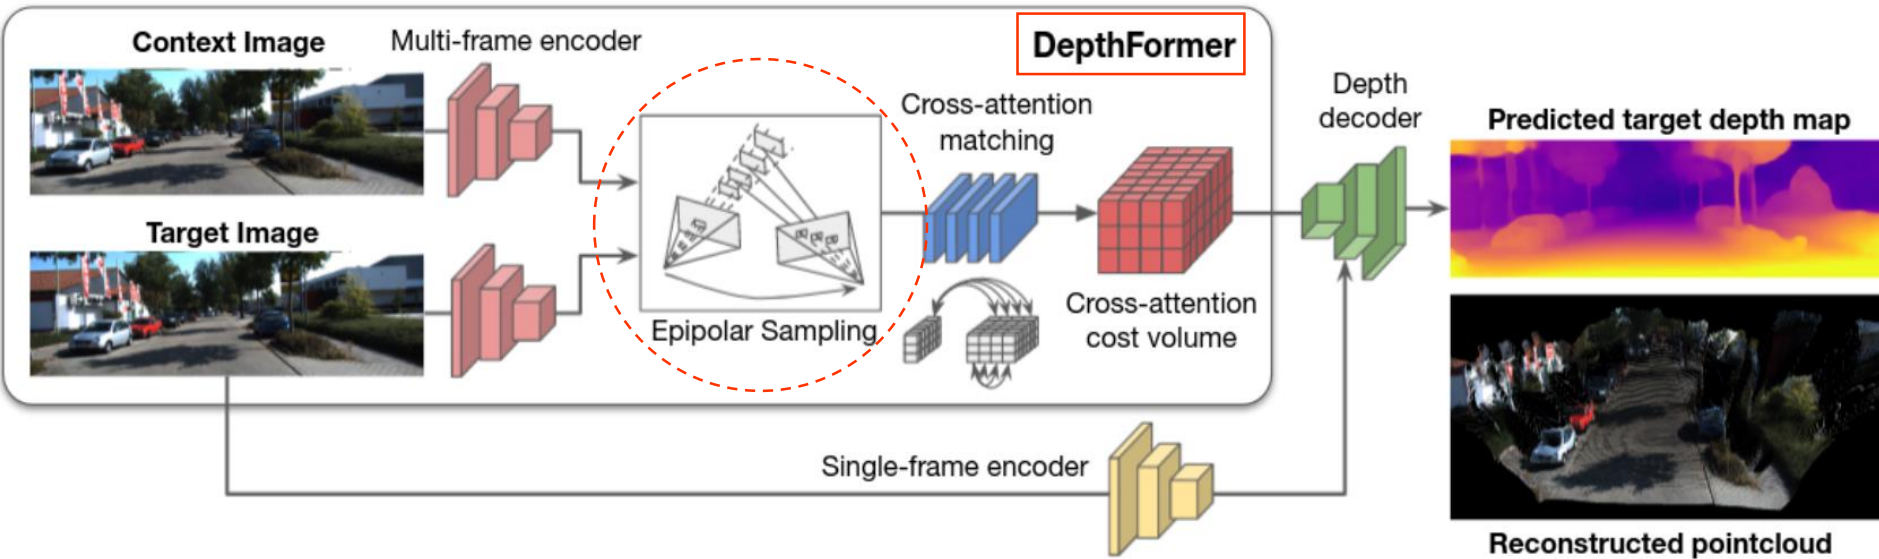 Context Image
Multi-frame encoder
DepthFormer
Cross-attention
matching
Depth
decoder
Predicted target depth map
Target Image
Epipolar Sampling
Cross-attention
cost volume
Single-frame encoder
Reconstructed pointcloud